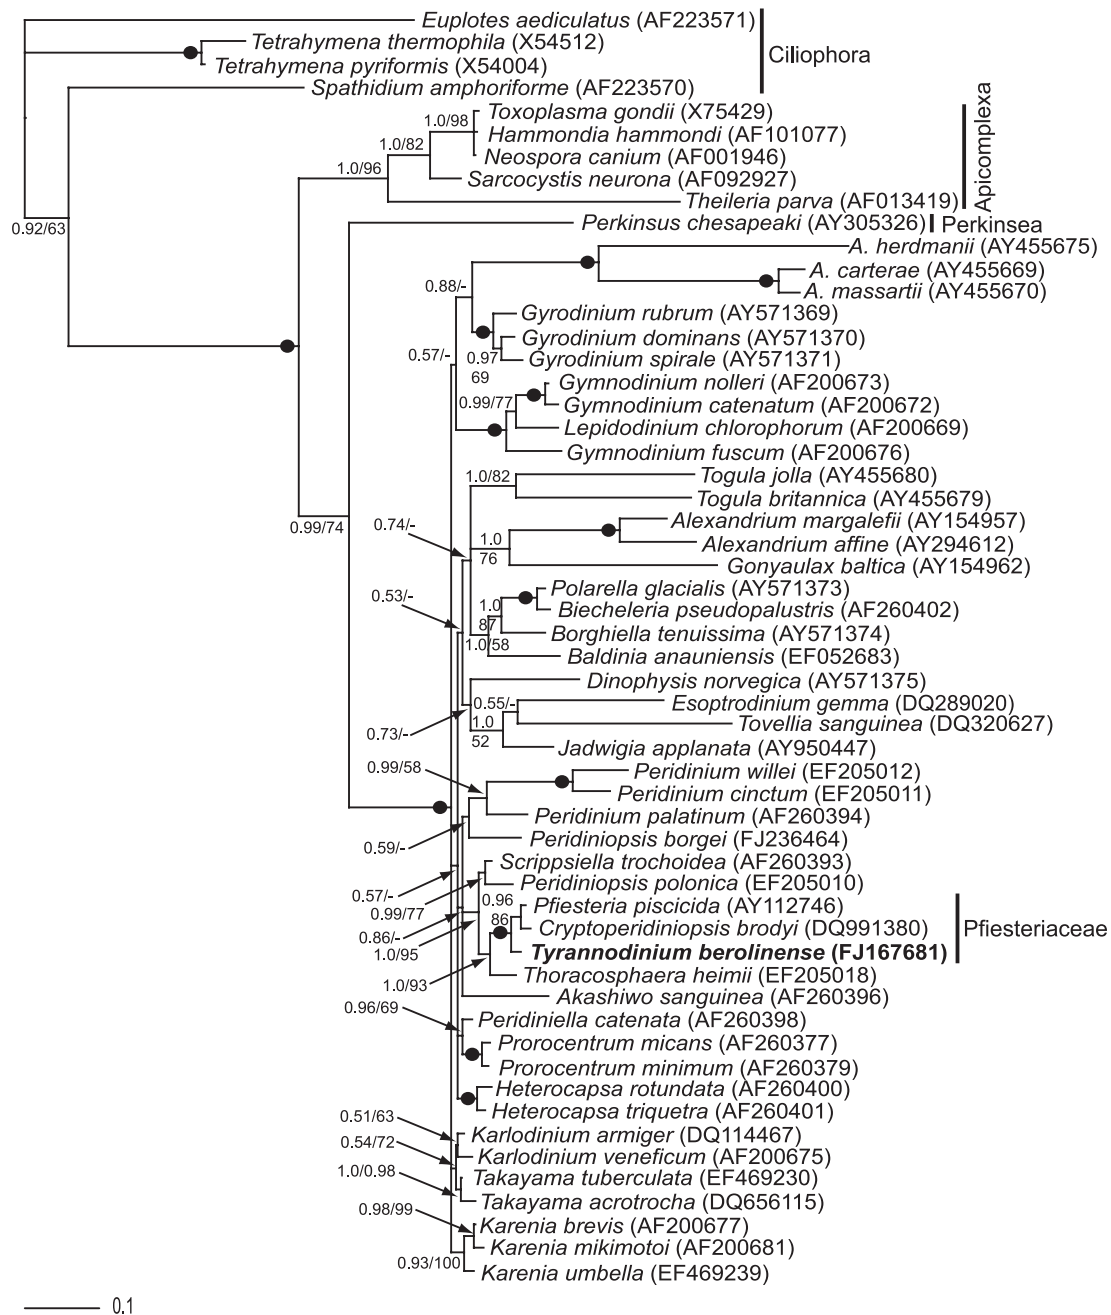 Euplotes aediculatus (AF223571)
Tetrahymena thermophila (X54512)
Tetrahymena pyriformis (X54004)
Ciliophora
Spathidium amphoriforme (AF223570)
Toxoplasma gondii (X75429)
1.0/98
Hammondia hammondi (AF101077)
1.0/82
Neospora canium (AF001946)
1.0/96
Sarcocystis neurona (AF092927)
Apicomplexa
Theileria parva (AF013419)
0.92/63
Perkinsus chesapeaki (AY305326)
Perkinsea
A. herdmanii (AY455675)
A. carterae (AY455669)
0.88/-
A. massartii (AY455670)
Gyrodinium rubrum (AY571369)
Gyrodinium dominans (AY571370)
0.57/-
0.97
69
Gyrodinium spirale (AY571371)
Gymnodinium nolleri (AF200673)
0.99/77
Gymnodinium catenatum (AF200672)
Lepidodinium chlorophorum (AF200669)
Gymnodinium fuscum (AF200676)
1.0/82
Togula jolla (AY455680)
Togula britannica (AY455679)
0.99/74
0.74/-
Alexandrium margalefii (AY154957)
1.0
76
Alexandrium affine (AY294612)
Gonyaulax baltica (AY154962)
Polarella glacialis (AY571373)
0.53/-
1.0
87
Biecheleria pseudopalustris (AF260402)
Borghiella tenuissima (AY571374)
1.0/58
Baldinia anauniensis (EF052683)
Dinophysis norvegica (AY571375)
0.55/-
Esoptrodinium gemma (DQ289020)
0.73/-
1.0
52
Tovellia sanguinea (DQ320627)
Jadwigia applanata (AY950447)
0.99/58
Peridinium willei (EF205012)
Peridinium cinctum (EF205011)
Peridinium palatinum (AF260394)
0.59/-
Peridiniopsis borgei (FJ236464)
Scrippsiella trochoidea (AF260393)
0.57/-
Peridiniopsis polonica (EF205010)
0.99/77
0.96
86
Pfiesteria piscicida (AY112746)
0.86/-
Cryptoperidiniopsis brodyi (DQ991380)
Pfiesteriaceae
1.0/95
Tyrannodinium berolinense (FJ167681)
1.0/93
Thoracosphaera heimii (EF205018)
Akashiwo sanguinea (AF260396)
0.96/69
Peridiniella catenata (AF260398)
Prorocentrum micans (AF260377)
Prorocentrum minimum (AF260379)
Heterocapsa rotundata (AF260400)
Heterocapsa triquetra (AF260401)
0.51/63
Karlodinium armiger (DQ114467)
0.54/72
Karlodinium veneficum (AF200675)
1.0/0.98
Takayama tuberculata (EF469230)
Takayama acrotrocha (DQ656115)
0.98/99
Karenia brevis (AF200677)
Karenia mikimotoi (AF200681)
0.93/100
Karenia umbella (EF469239)
0.1